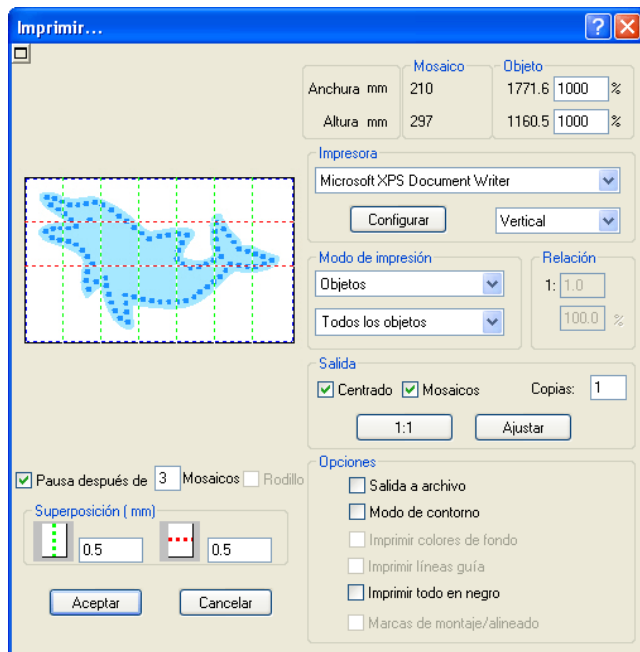 Imprimir...
Mosaico Objeto
Anchura mm 210 1771.6 1000 %
Altura mm 297 1160.5 1000 %
Impresora
Microsoft XPS Document Writer
Configurar Vertical
Modo de impresión Relación
Objetos 1: 1.0
Todos los objetos 100.0 %
Salida
Centrado Mosaicos Copias: 1
1:1 Ajustar
Pausa después de 3 Mosaicos Rodillo
Superposición ( mm)
0.5 0.5
Aceptar Cancelar
Opciones
Salida a archivo
Modo de contorno
Imprimir colores de fondo
Imprimir líneas guía
Imprimir todo en negro
Marcas de montaje/alineado